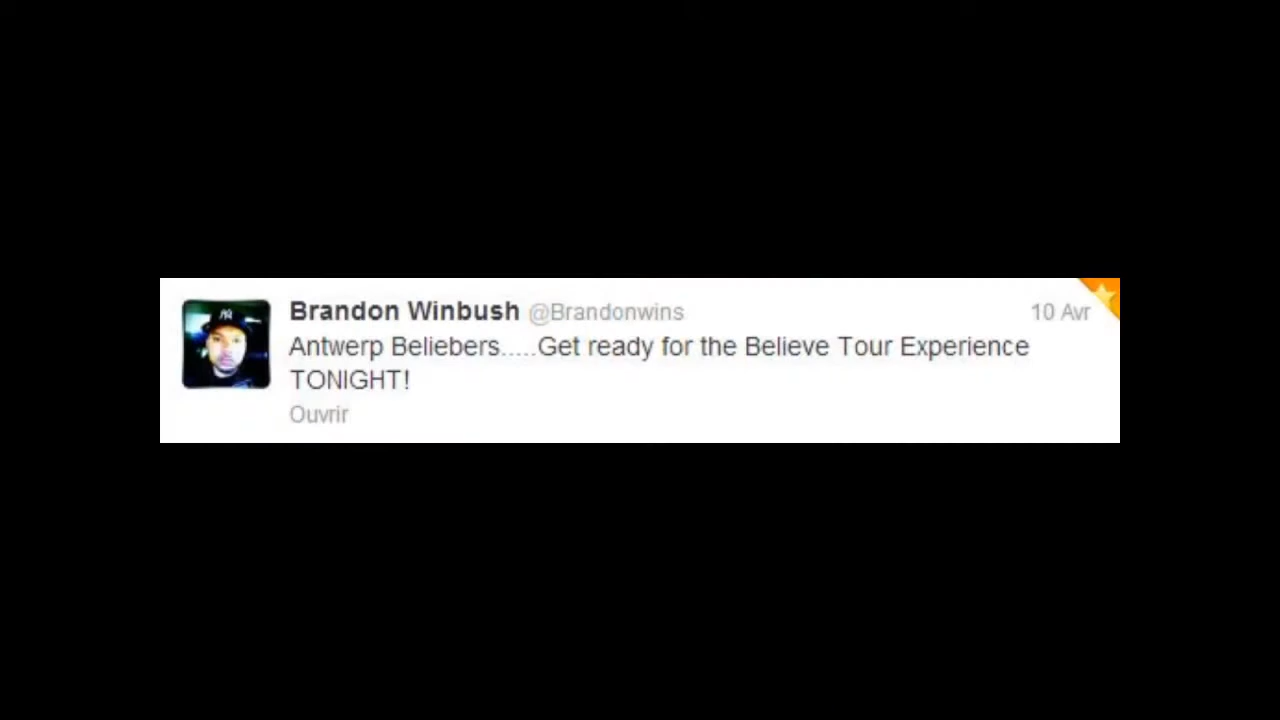 Brandon Winbush @Brandonwins 10 Avr
Antwerp Beliebers.....Get ready for the Believe Tour Experience
TONIGHT!
Ouvrir